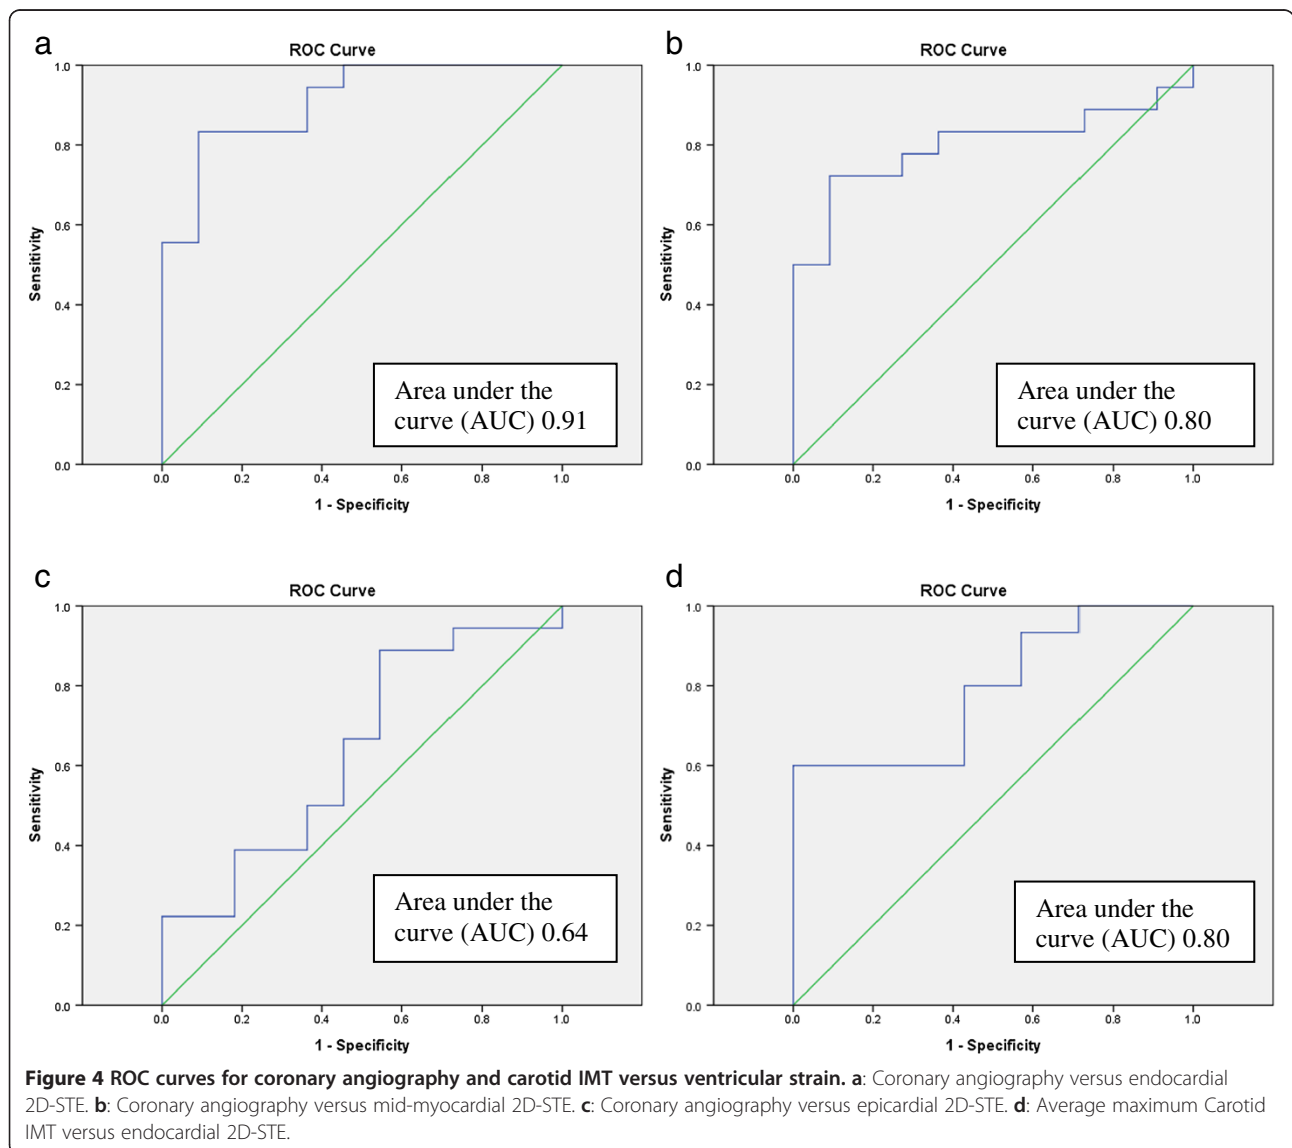 a
ROC Curve
1.0
0.8
0.6
0.4
0.2
0.0
Sensitivity
0.0 0.2 0.4 0.6 0.8 1.0
1 - Specificity
Area under the
curve (AUC) 0.91
b
ROC Curve
1.0
0.8
0.6
0.4
0.2
0.0
Sensitivity
0.0 0.2 0.4 0.6 0.8 1.0
1 - Specificity
Area under the
curve (AUC) 0.80
c
ROC Curve
1.0
0.8
0.6
0.4
0.2
0.0
Sensitivity
0.0 0.2 0.4 0.6 0.8 1.0
1 - Specificity
Area under the
curve (AUC) 0.64
d
ROC Curve
1.0
0.8
0.6
0.4
0.2
0.0
Sensitivity
0.0 0.2 0.4 0.6 0.8 1.0
1 - Specificity
Area under the
curve (AUC) 0.80
Figure 4 ROC curves for coronary angiography and carotid IMT versus ventricular strain. a: Coronary angiography versus endocardial
2D-STE. b: Coronary angiography versus mid-myocardial 2D-STE. c: Coronary angiography versus epicardial 2D-STE. d: Average maximum Carotid
IMT versus endocardial 2D-STE.